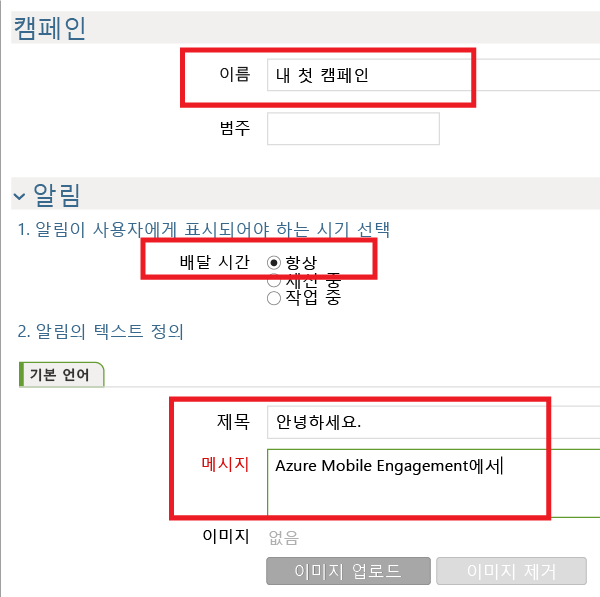 캠페인
이름 내 첫 캠페인
범주
알림
1. 알림이 사용자에게 표시되어야 하는 시기 선택
배달 시간 항상
세션 중
작업 중
2. 알림의 텍스트 정의
기본 언어
제목 안녕하세요.
메시지 Azure Mobile Engagement에서
이미지 없음
이미지 업로드 이미지 제거